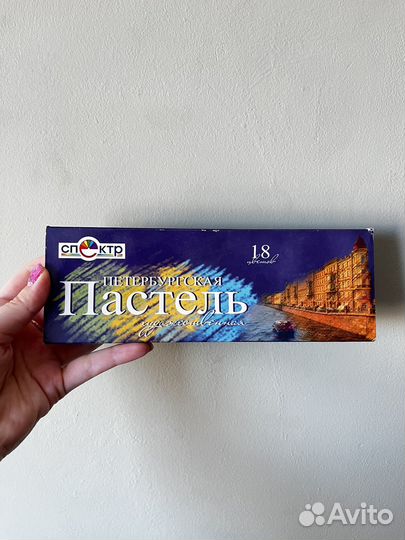 спектр
18
цветов
ПЕТЕРБУРГСКАЯ
Пастель
художественная
Avito